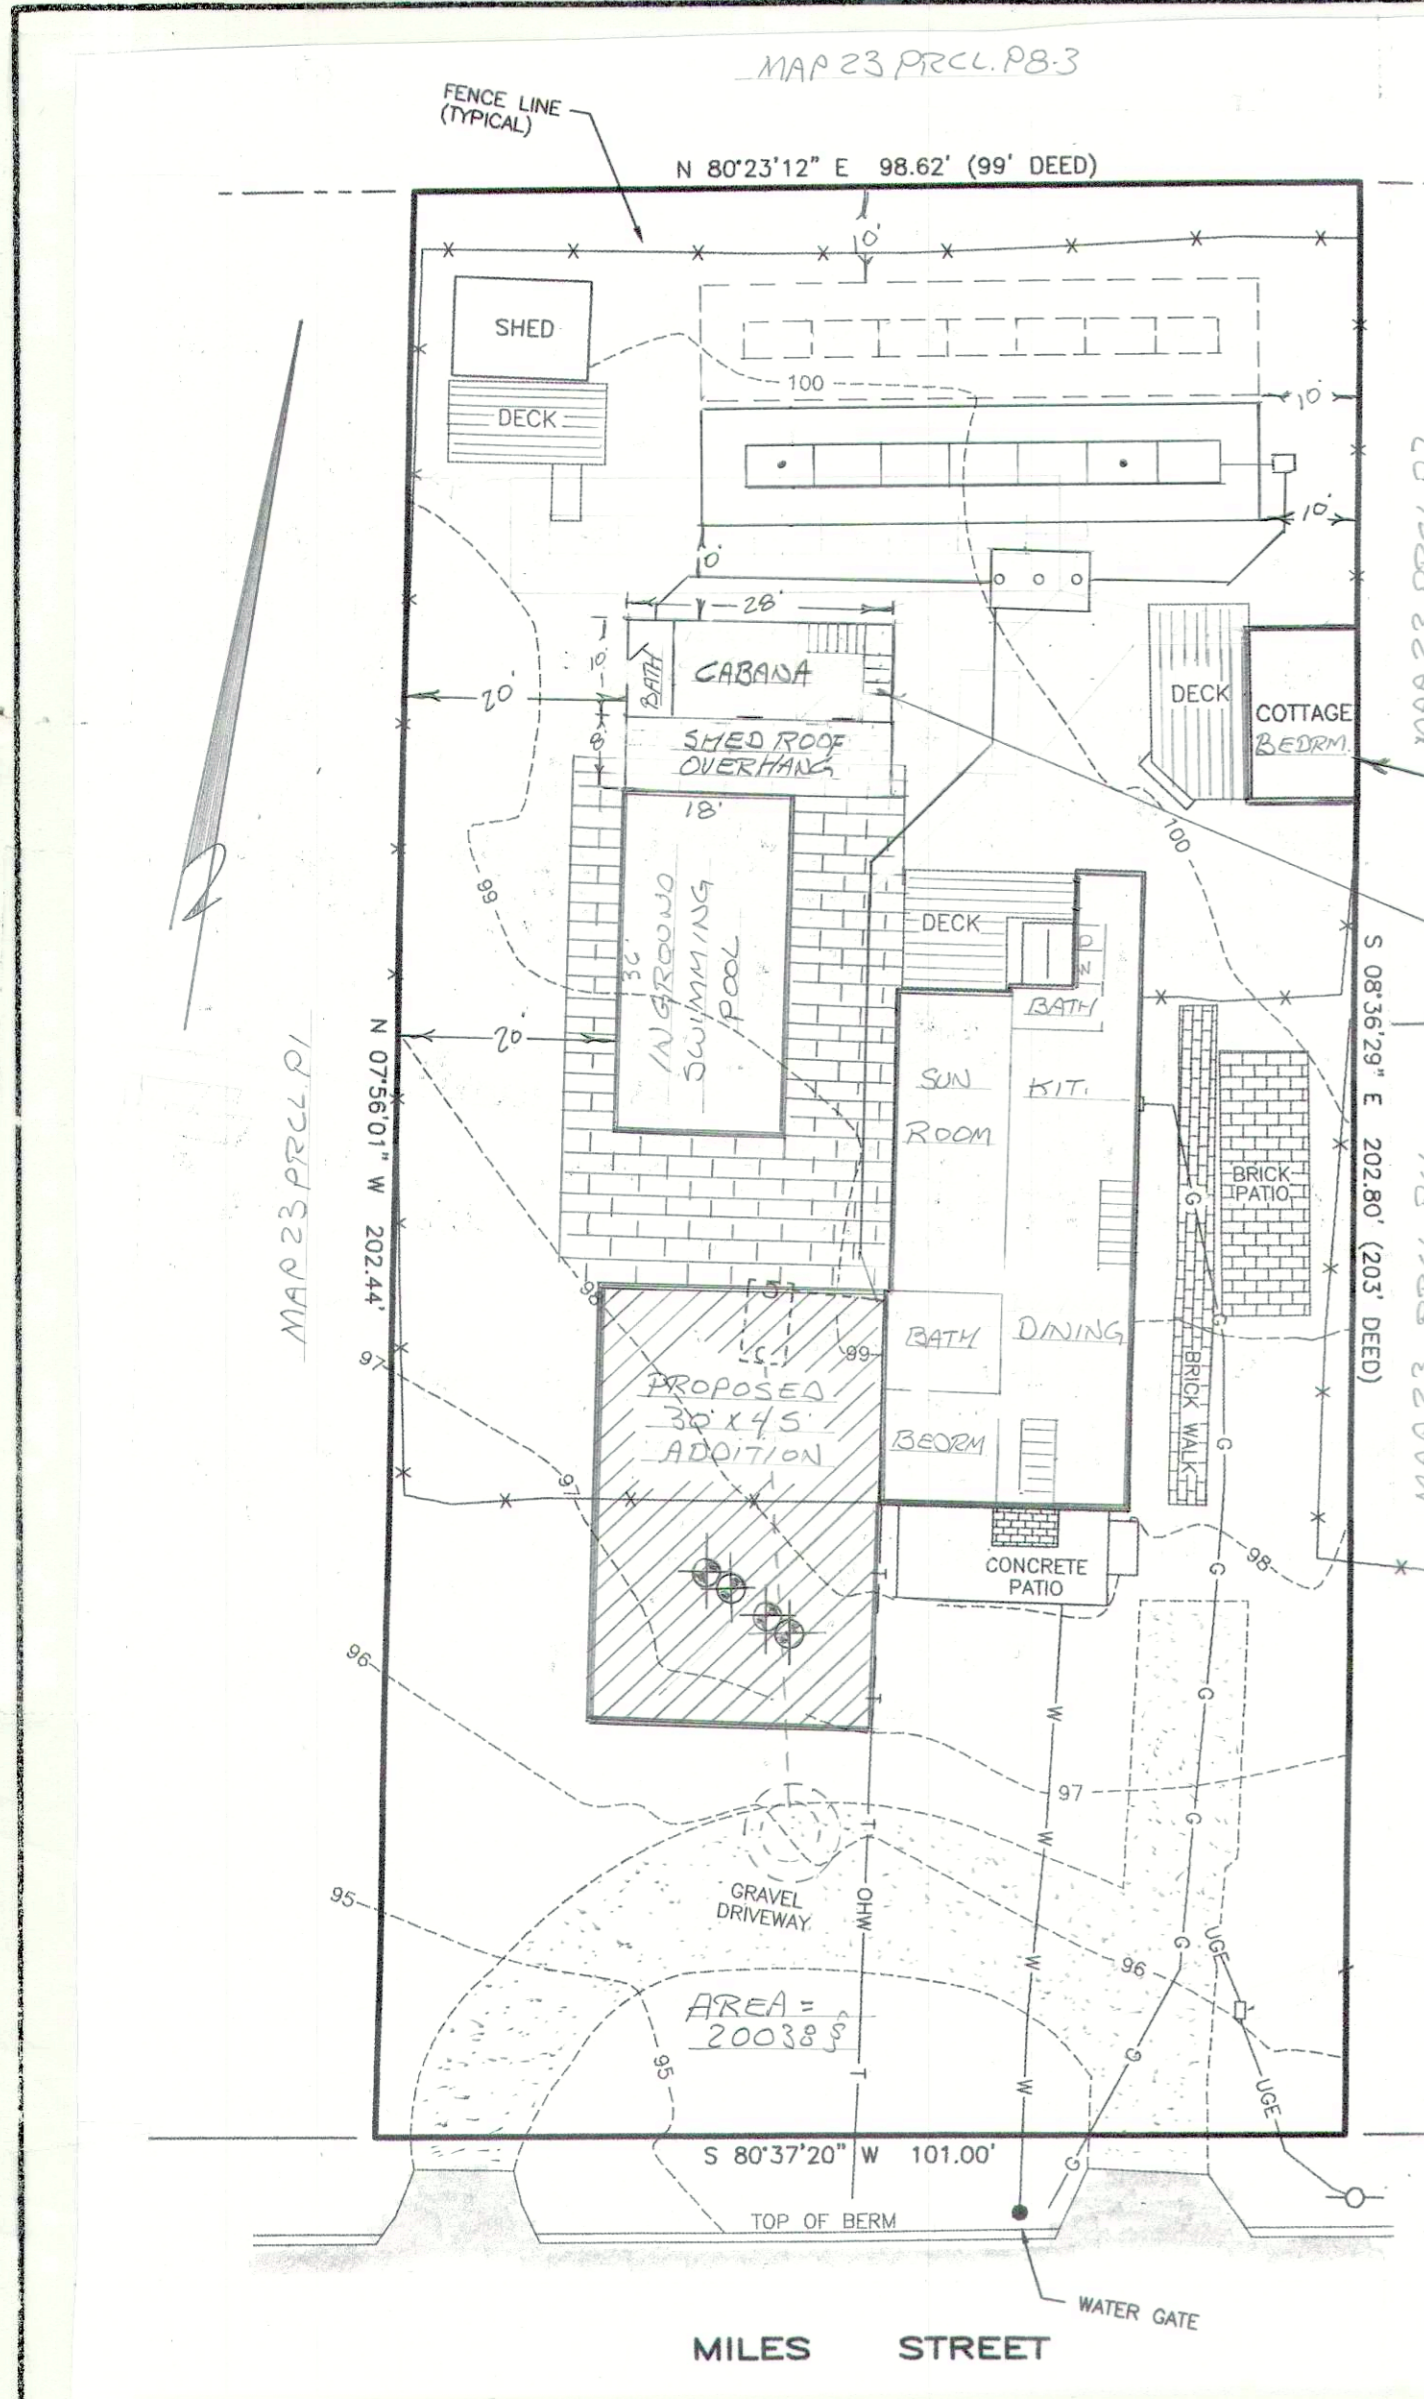 MAP 23 PRCL. P8-3
FENCE LINE
(TYPICAL)
N 80°23'12" E 98.62' (99' DEED)
10'
SHED
100
10'
DECK
10'
10'
28'
10'
BATH
CABANA
20'
DECK
COTTAGE
BEDRM.
8'
SHED ROOF
OVERHANG
18'
100
99
36'
INGROUND
SWIMMING
POOL
DECK
D
W
BATH
20'
SUN
ROOM
KIT.
S 08°36'29" E 202.80' (203' DEED)
N 07°56'01" W 202.44'
MAP 23 PRCL. P1
G
BRICK
PATIO
98
G
BATH
DINING
99
97
BRICK WALK
PROPOSED
30' X 45'
ADDITION
BEDRM
G
97
CONCRETE
PATIO
T
G
98
96
T
G
W
97
G
T
W
GRAVEL
DRIVEWAY
OHW
95
G
UGE
W
96
AREA =
20038
95
T
W
G
UGE
S 80°37'20" W 101.00'
G
TOP OF BERM
WATER GATE
MILES STREET